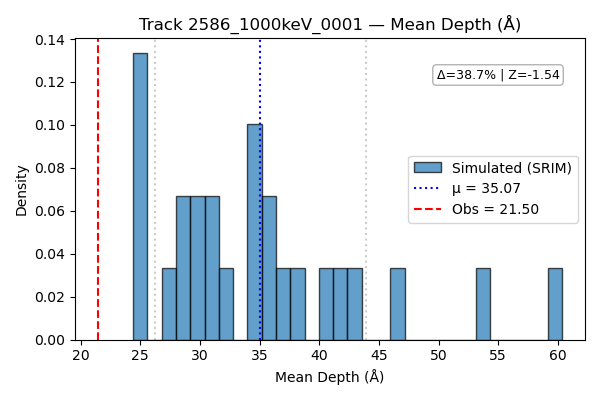 Track 2586_1000keV_0001 — Mean Depth (Å)
Δ=38.7% | Z=-1.54
Simulated (SRIM)
μ = 35.07
Obs = 21.50
Density
0.14
0.12
0.10
0.08
0.06
0.04
0.02
0.00
20 25 30 35 40 45 50 55 60
Mean Depth (Å)